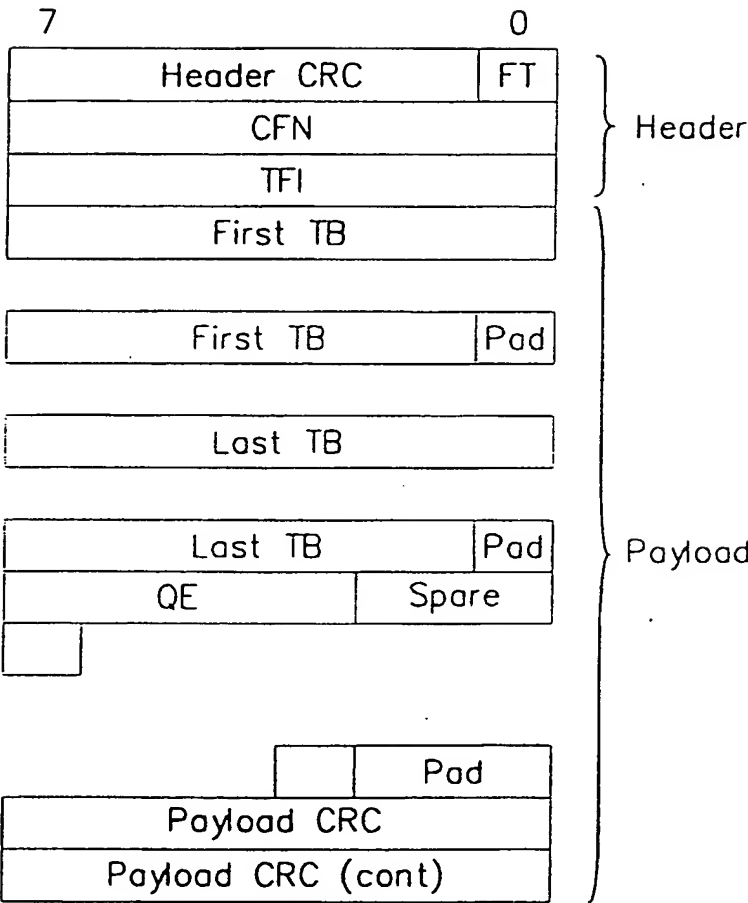 7 0
Header CRC FT
CFN
Header
TFI
First TB
First TB Pad
Last TB
Last TB Pad
Payload
QE Spare
Pad
Payload CRC
Payload CRC (cont)